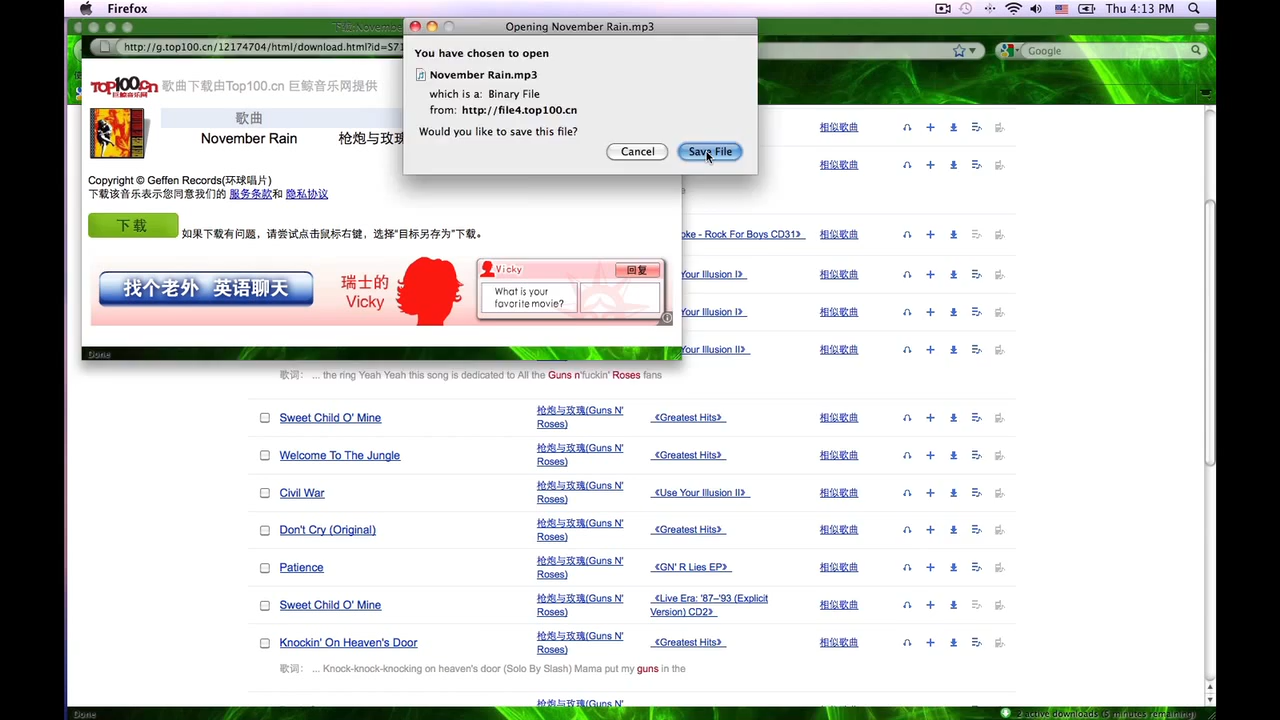 Firefox
Thu 4:13 PM
Opening November Rain.mp3
http://g.top100.cn/12174704/html/download.html?id=S71
Google
You have chosen to open
November Rain.mp3
which is a: Binary File
from: http://file4.top100.cn
Would you like to save this file?
Cancel
Save File
TOP100.cn 歌曲下载由Top100.cn 巨鲸音乐网提供
歌曲
November Rain
枪炮与玫瑰
Copyright © Geffen Records(环球唱片)
下载该音乐表示您同意我们的 服务条款和 隐私协议
下载
如果下载有问题，请尝试点击鼠标右键，选择"目标另存为"下载。
找个老外 英语聊天
瑞士的
Vicky
Vicky
回复
What is your
favorite movie?
Done
相似歌曲
相似歌曲
oke - Rock For Boys CD31》
相似歌曲
Your Illusion I》
相似歌曲
Your Illusion I》
相似歌曲
Your Illusion II》
相似歌曲
歌词： ... the ring Yeah Yeah this song is dedicated to All the Guns n'fuckin' Roses fans
Sweet Child O' Mine
枪炮与玫瑰(Guns N'
Roses)
《Greatest Hits》
相似歌曲
Welcome To The Jungle
枪炮与玫瑰(Guns N'
Roses)
《Greatest Hits》
相似歌曲
Civil War
枪炮与玫瑰(Guns N'
Roses)
《Use Your Illusion II》
相似歌曲
Don't Cry (Original)
枪炮与玫瑰(Guns N'
Roses)
《Greatest Hits》
相似歌曲
Patience
枪炮与玫瑰(Guns N'
Roses)
《GN' R Lies EP》
相似歌曲
Sweet Child O' Mine
枪炮与玫瑰(Guns N'
Roses)
《Live Era: '87–'93 (Explicit
Version) CD2》
相似歌曲
Knockin' On Heaven's Door
枪炮与玫瑰(Guns N'
Roses)
《Greatest Hits》
相似歌曲
歌词： ... Knock-knock-knocking on heaven's door (Solo By Slash) Mama put my guns in the
枪炮与玫瑰(Guns N'
Done
2 active downloads (5 minutes remaining)